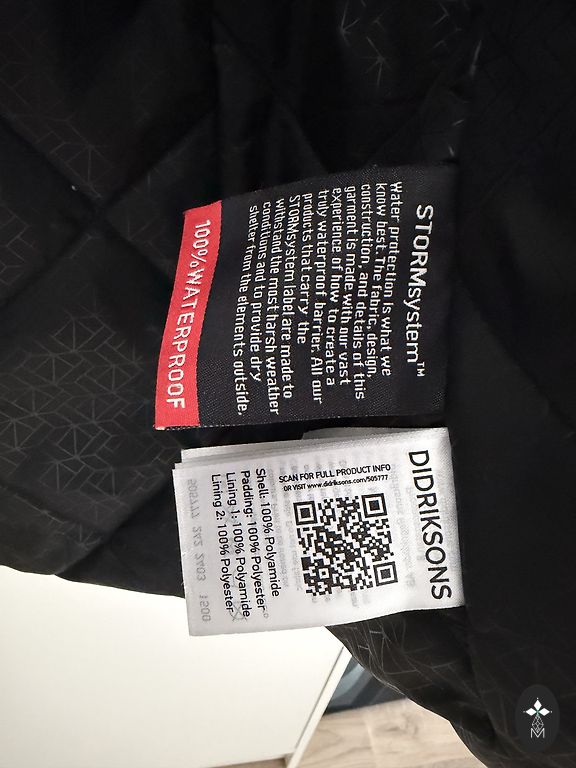 STORMsystem™
Water protection is what we
know best. The fabric, design,
construction, and details of this
garment is made with our vast
experience of how to create a
truly waterproof barrier. All our
products that carry the
STORMsystem label are made to
withstand the most harsh weather
conditions and to provide dry
shelter from the elements outside.
100% WATERPROOF
DIDRIKSONS
SCAN FOR FULL PRODUCT INFO
OR VISIT www.didriksons.com/505777
Shell: 100% Polyamide
Padding: 100% Polyester
Lining 1: 100% Polyamide
Lining 2: 100% Polyester
M